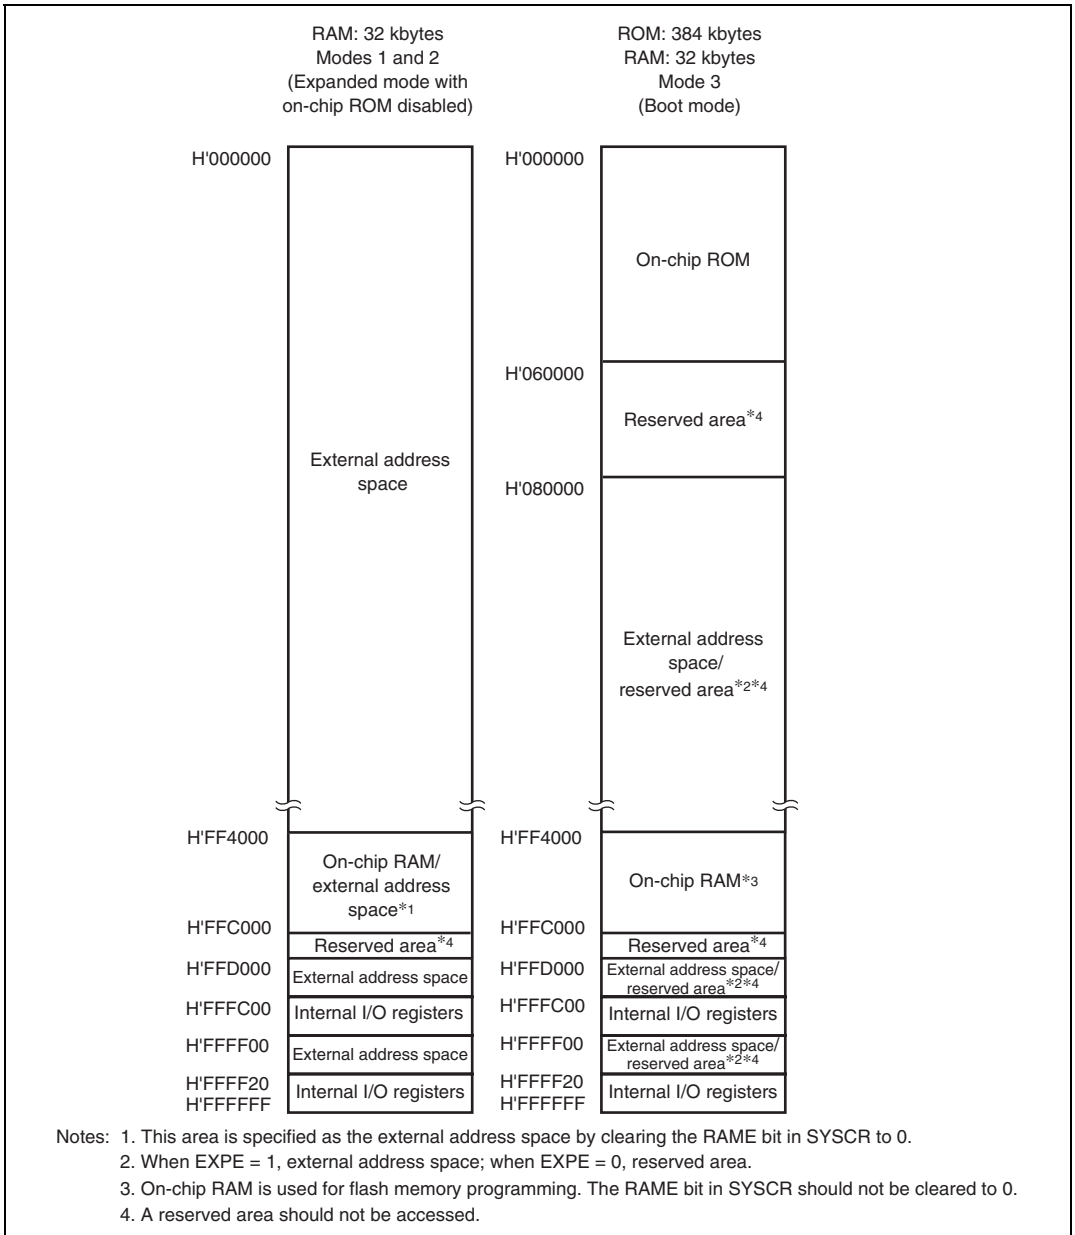 RAM: 32 kbytes
Modes 1 and 2
(Expanded mode with
on-chip ROM disabled)
H'000000
External address
space
H'FF4000
On-chip RAM/
external address
space*1
H'FFC000
Reserved area*4
H'FFD000
External address space
H'FFFC00
Internal I/O registers
H'FFFF00
External address space
H'FFFF20
Internal I/O registers
H'FFFFFF
ROM: 384 kbytes
RAM: 32 kbytes
Mode 3
(Boot mode)
H'000000
On-chip ROM
H'060000
Reserved area*4
H'080000
External address
space/
reserved area*2*4
H'FF4000
On-chip RAM*3
H'FFC000
Reserved area*4
H'FFD000
External address space/
reserved area*2*4
H'FFFC00
Internal I/O registers
H'FFFF00
External address space/
reserved area*2*4
H'FFFF20
Internal I/O registers
H'FFFFFF
Notes: 1. This area is specified as the external address space by clearing the RAME bit in SYSCR to 0.
2. When EXPE = 1, external address space; when EXPE = 0, reserved area.
3. On-chip RAM is used for flash memory programming. The RAME bit in SYSCR should not be cleared to 0.
4. A reserved area should not be accessed.